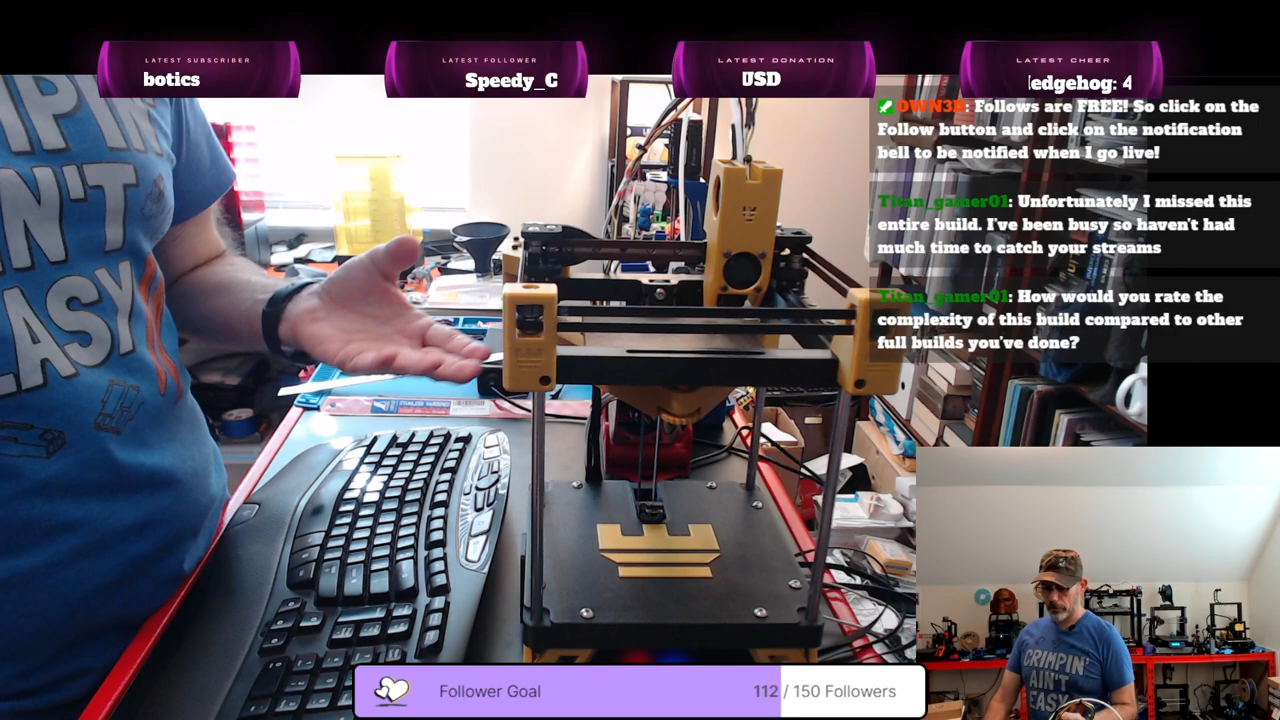 LATEST SUBSCRIBER
botics
LATEST FOLLOWER
Speedy_C
LATEST DONATION
USD
LATEST CHEER
ledgehog: 4
OWN3D: Follows are FREE! So click on the
Follow button and click on the notification
bell to be notified when I go live!
Titan_gamer01: Unfortunately I missed this
entire build. I've been busy so haven't had
much time to catch your streams
Titan_gamer01: How would you rate the
complexity of this build compared to other
full builds you've done?
CRIMPIN'
AIN'T
EASY
Follower Goal
112 / 150 Followers